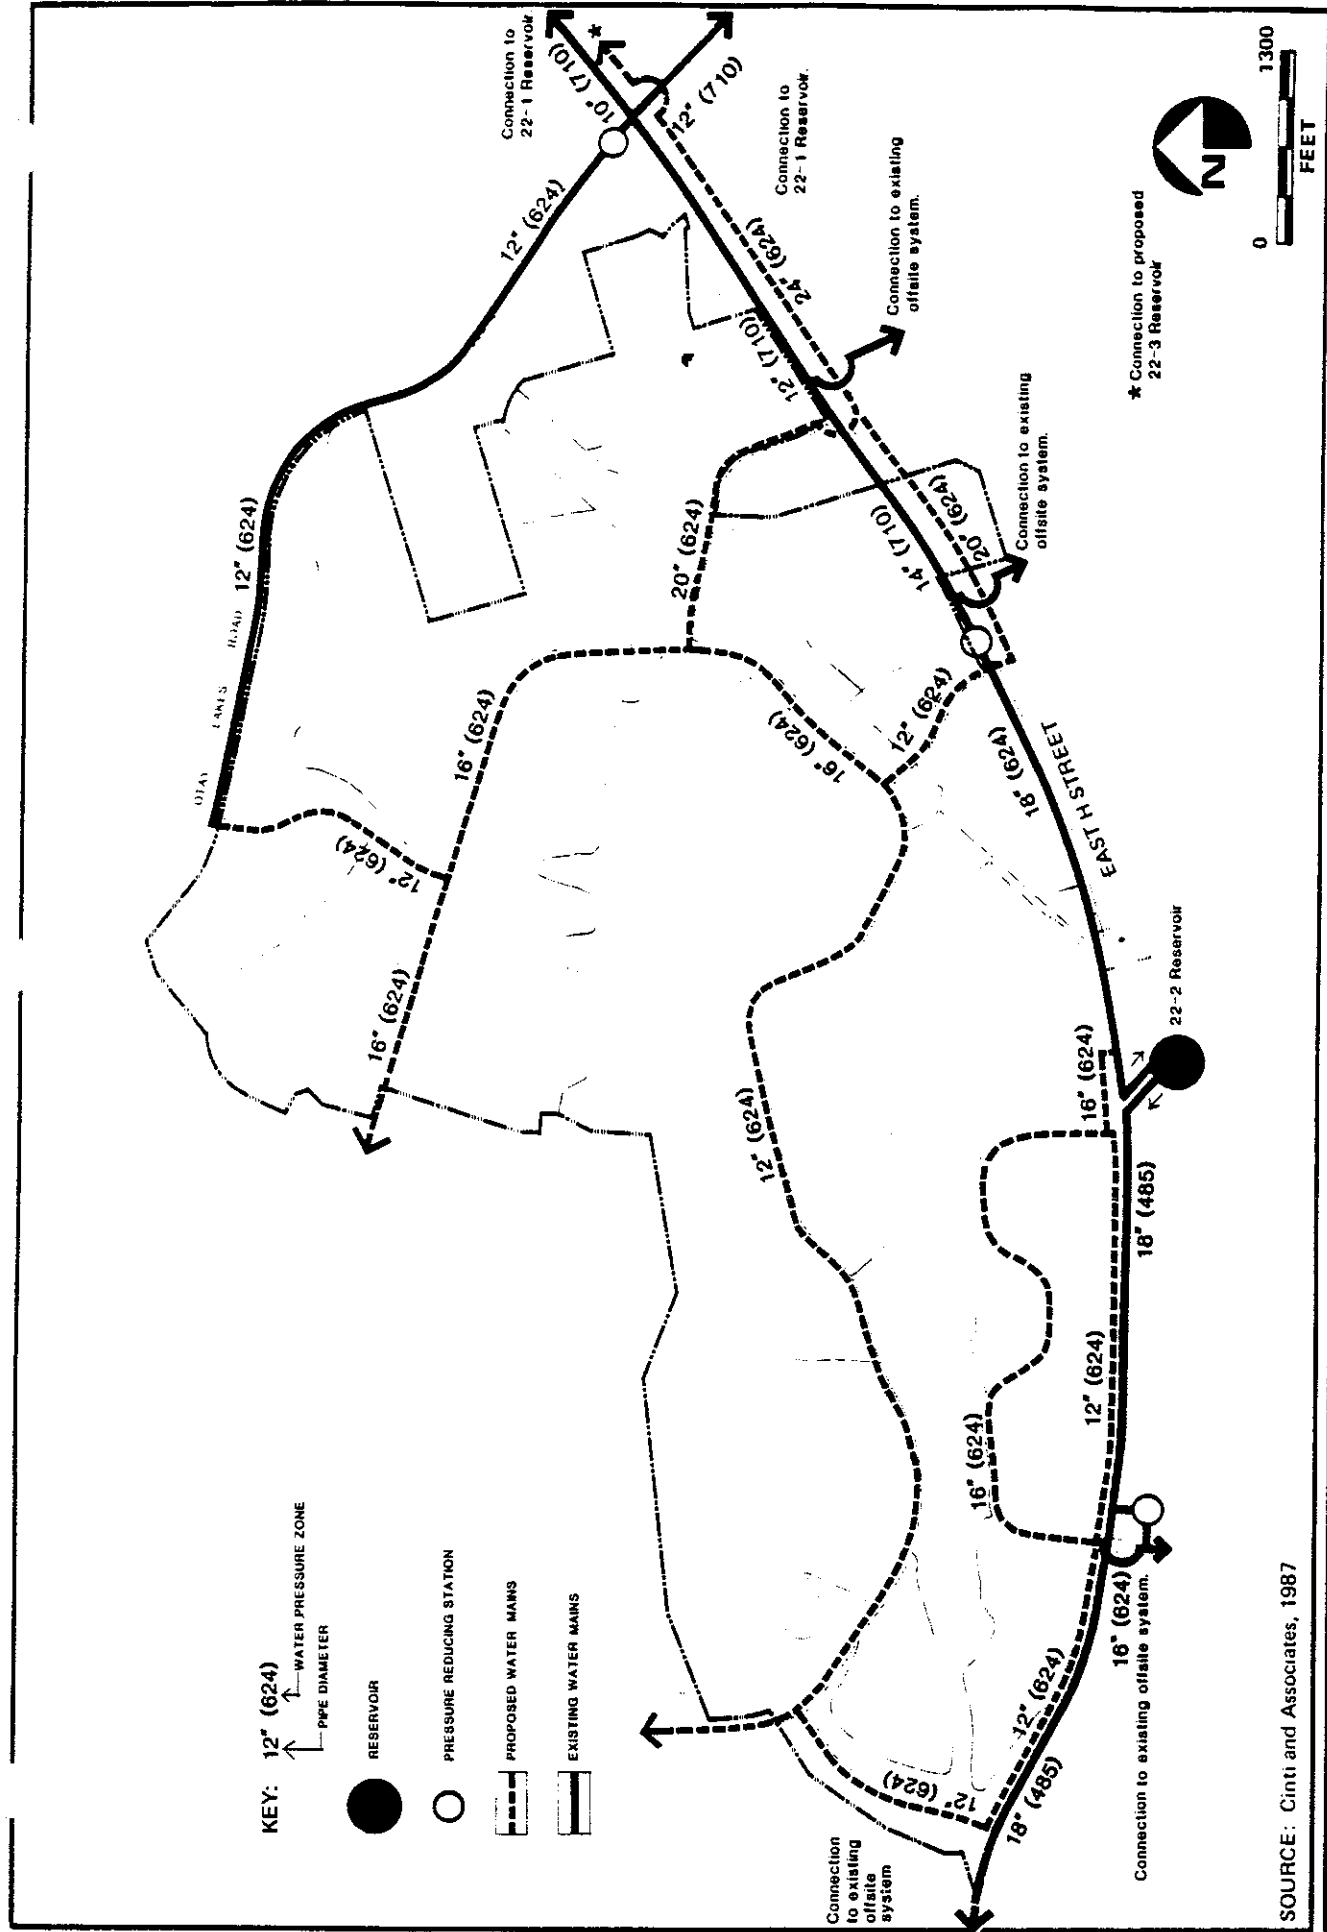 KEY: 12" (624)
WATER PRESSURE ZONE
PIPE DIAMETER
RESERVOIR
PRESSURE REDUCING STATION
PROPOSED WATER MAINS
EXISTING WATER MAINS
OTAY LAKES ROAD
12" (624)
12" (624)
Connection to
22-1 Reservoir.
10" (710)
*
12" (710)
Connection to
22-1 Reservoir.
24" (624)
12" (710)
Connection to existing
offsite system.
14" (710)
20" (624)
Connection to existing
offsite system.
20" (624)
16" (624)
12" (624)
16" (624)
16" (624)
12" (624)
18" (624)
EAST H STREET
12" (624)
16" (624)
22-2 Reservoir
18" (485)
12" (624)
16" (624)
16" (624)
Connection to existing offsite system.
12" (624)
18" (485)
12" (624)
Connection
to existing
offsite
system
* Connection to proposed
22-3 Reservoir
N
0 1300
FEET
SOURCE: Cinti and Associates, 1987